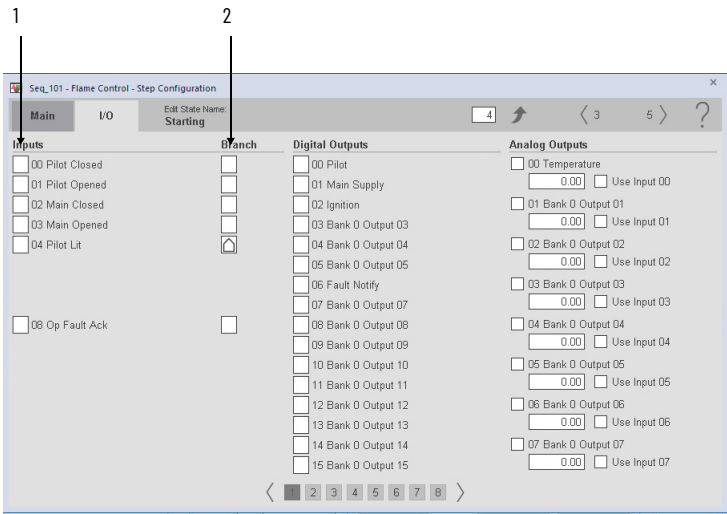 1 2
Seq_101 - Flame Control - Step Configuration ×
Main I/O Edit State Name: Starting 4 3 5 ?
Inputs Branch Digital Outputs Analog Outputs
00 Pilot Closed
01 Pilot Opened
02 Main Closed
03 Main Opened
04 Pilot Lit
08 Op Fault Ack
00 Pilot
01 Main Supply
02 Ignition
03 Bank 0 Output 03
04 Bank 0 Output 04
05 Bank 0 Output 05
06 Fault Notify
07 Bank 0 Output 07
08 Bank 0 Output 08
09 Bank 0 Output 09
10 Bank 0 Output 10
11 Bank 0 Output 11
12 Bank 0 Output 12
13 Bank 0 Output 13
14 Bank 0 Output 14
15 Bank 0 Output 15
00 Temperature
0.00 Use Input 00
01 Bank 0 Output 01
0.00 Use Input 01
02 Bank 0 Output 02
0.00 Use Input 02
03 Bank 0 Output 03
0.00 Use Input 03
04 Bank 0 Output 04
0.00 Use Input 04
05 Bank 0 Output 05
0.00 Use Input 05
06 Bank 0 Output 06
0.00 Use Input 06
07 Bank 0 Output 07
0.00 Use Input 07
1 2 3 4 5 6 7 8